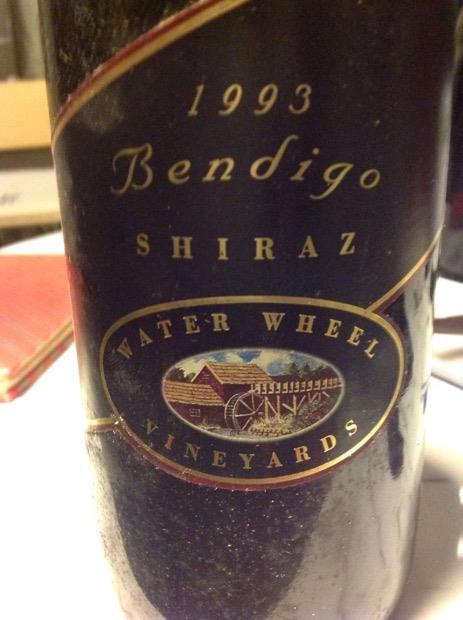 1993
Bendigo
SHIRAZ
WATER WHEEL
VINEYARDS